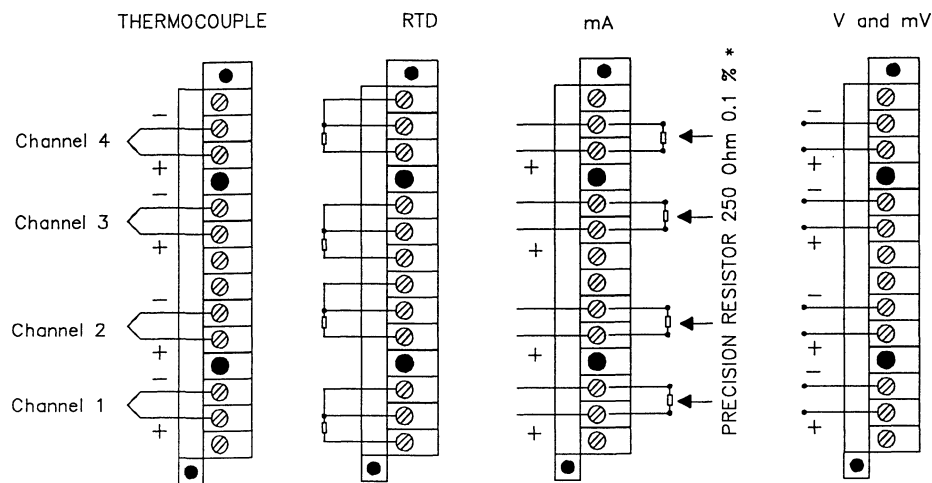 THERMOCOUPLE
RTD
mA
V and mV
Channel 4
Channel 3
Channel 2
Channel 1
−
+
−
+
−
+
−
+
+
+
+
+
PRECISION RESISTOR 250 Ohm 0.1 % *
−
+
−
+
−
+
−
+